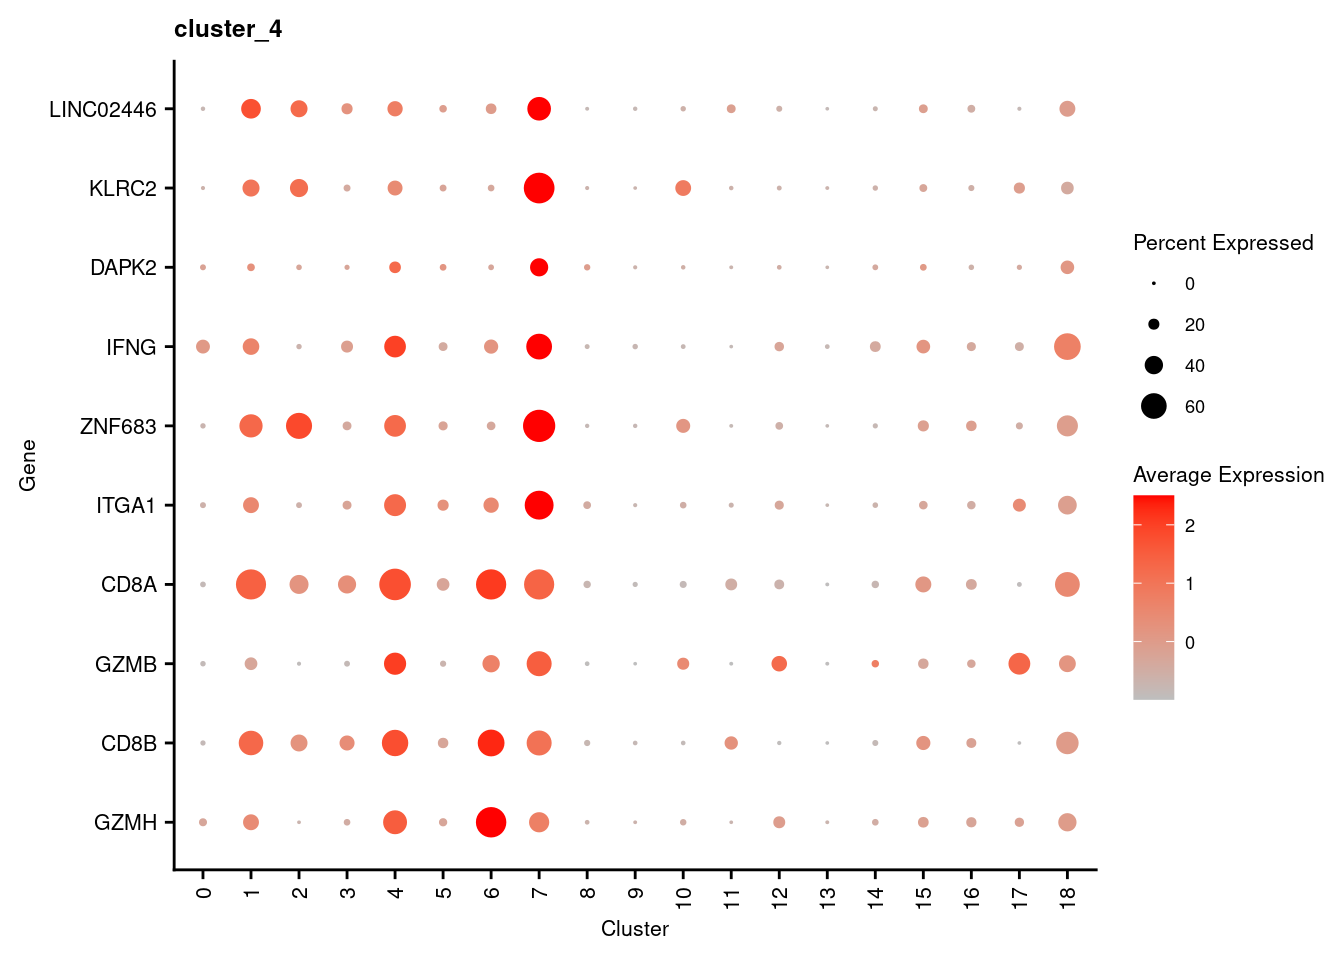 cluster_4
LINC02446
KLRC2
DAPK2
IFNG
ZNF683
ITGA1
CD8A
GZMB
CD8B
GZMH
Gene
0 1 2 3 4 5 6 7 8 9 10 11 12 13 14 15 16 17 18
Cluster
Percent Expressed
0
20
40
60
Average Expression
2
1
0